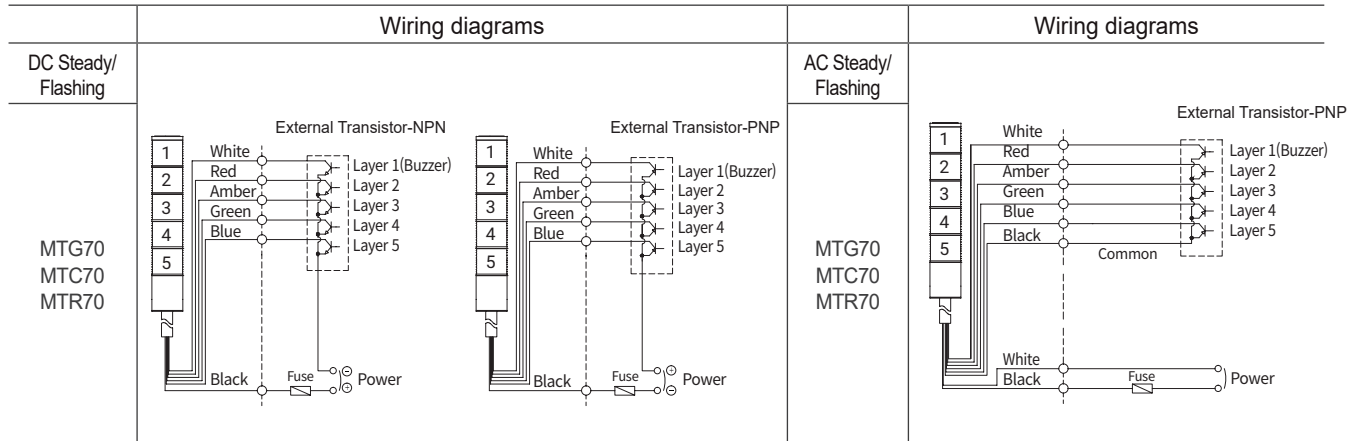 Wiring diagrams
Wiring diagrams
DC Steady/
Flashing
MTG70
MTC70
MTR70
External Transistor-NPN
1
2
3
4
5
White
Red
Amber
Green
Blue
Layer 1(Buzzer)
Layer 2
Layer 3
Layer 4
Layer 5
Black
Fuse
⊖
⊕
Power
External Transistor-PNP
1
2
3
4
5
White
Red
Amber
Green
Blue
Layer 1(Buzzer)
Layer 2
Layer 3
Layer 4
Layer 5
Black
Fuse
⊕
⊖
Power
AC Steady/
Flashing
MTG70
MTC70
MTR70
External Transistor-PNP
1
2
3
4
5
White
Red
Amber
Green
Blue
Black
Common
Layer 1(Buzzer)
Layer 2
Layer 3
Layer 4
Layer 5
White
Black
Fuse
Power